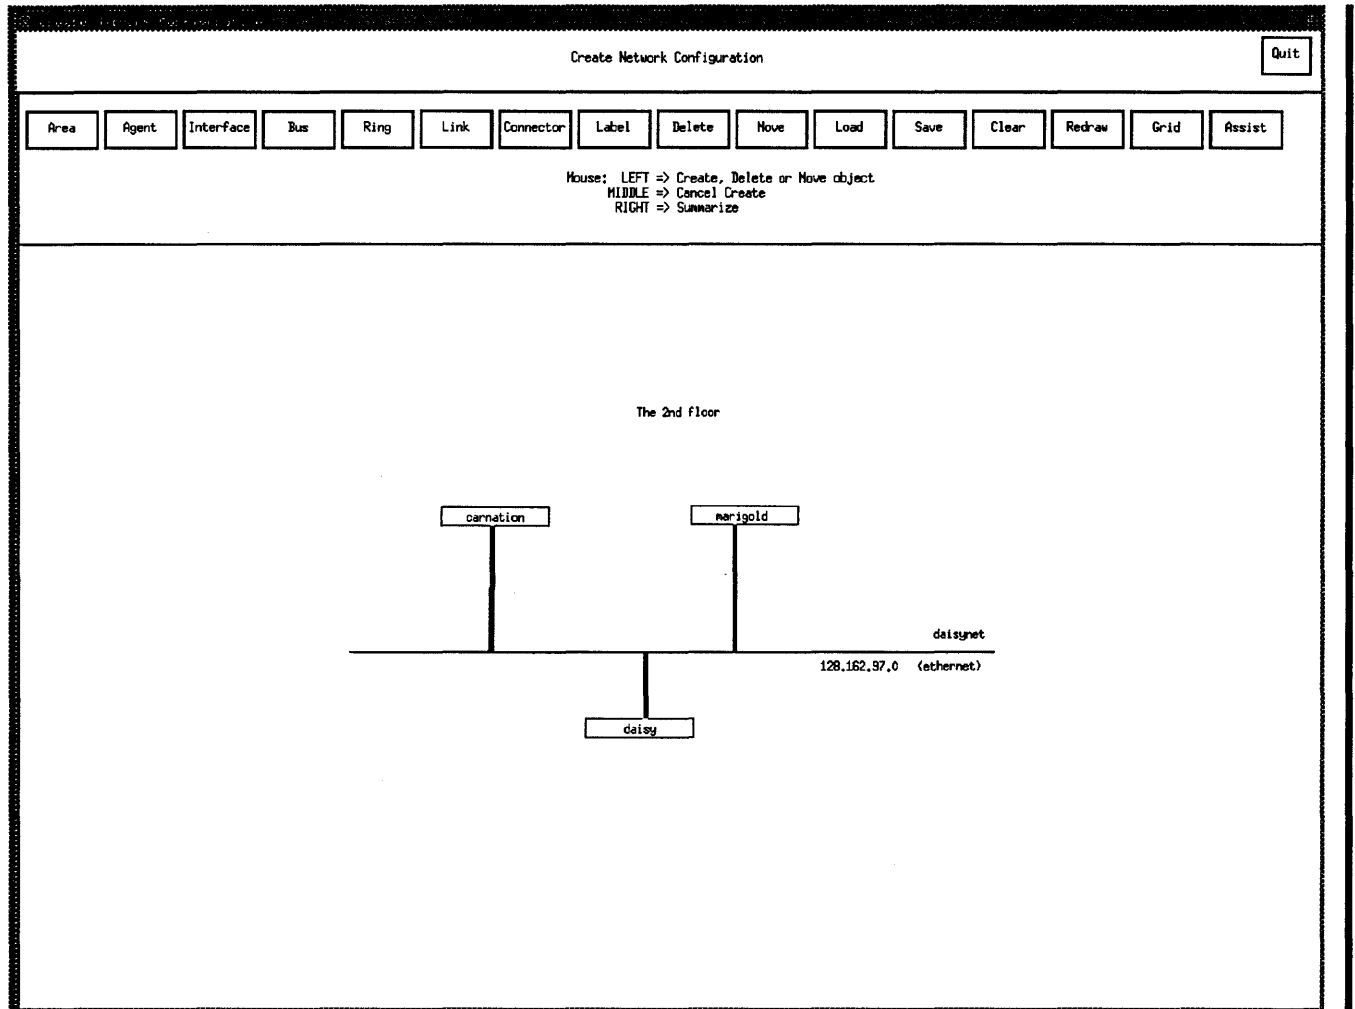 Create Network Configuration
Quit
Area Agent Interface Bus Ring Link Connector Label Delete Move Load Save Clear Redraw Grid Assist
Mouse: LEFT => Create, Delete or Move object
MIDDLE => Cancel Create
RIGHT => Summarize
The 2nd floor
carnation marigold
daisynet
128.162.97.0 (ethernet)
daisy